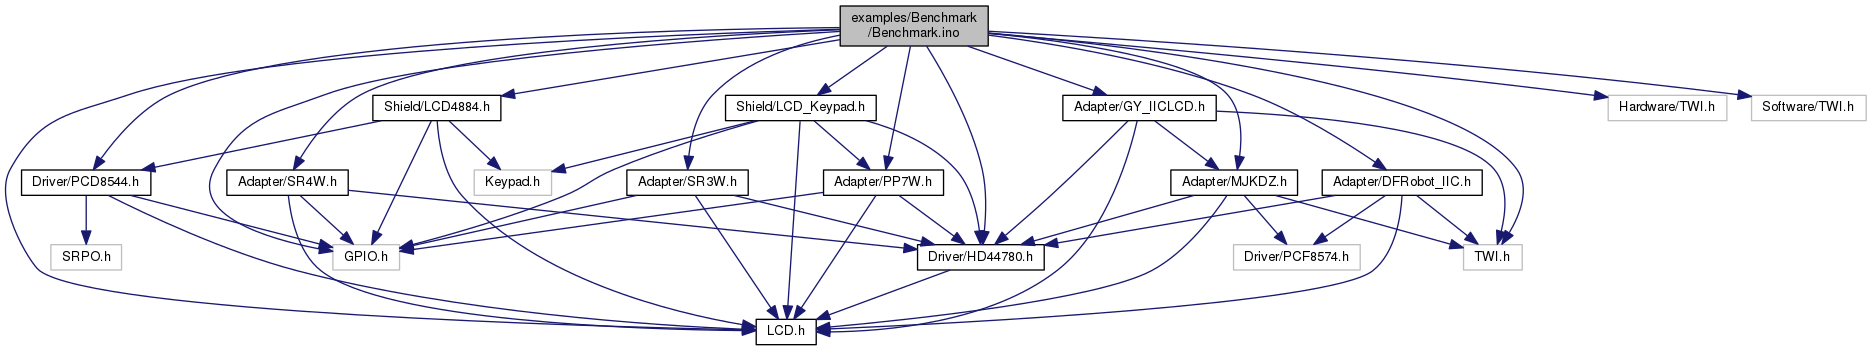 examples/Benchmark
/Benchmark.ino
Shield/LCD4884.h
Shield/LCD_Keypad.h
Adapter/GY_IICLCD.h
Hardware/TWI.h
Software/TWI.h
Driver/PCD8544.h
Adapter/SR4W.h
Keypad.h
Adapter/SR3W.h
Adapter/PP7W.h
Adapter/MJKDZ.h
Adapter/DFRobot_IIC.h
SRPO.h
GPIO.h
Driver/HD44780.h
Driver/PCF8574.h
TWI.h
LCD.h